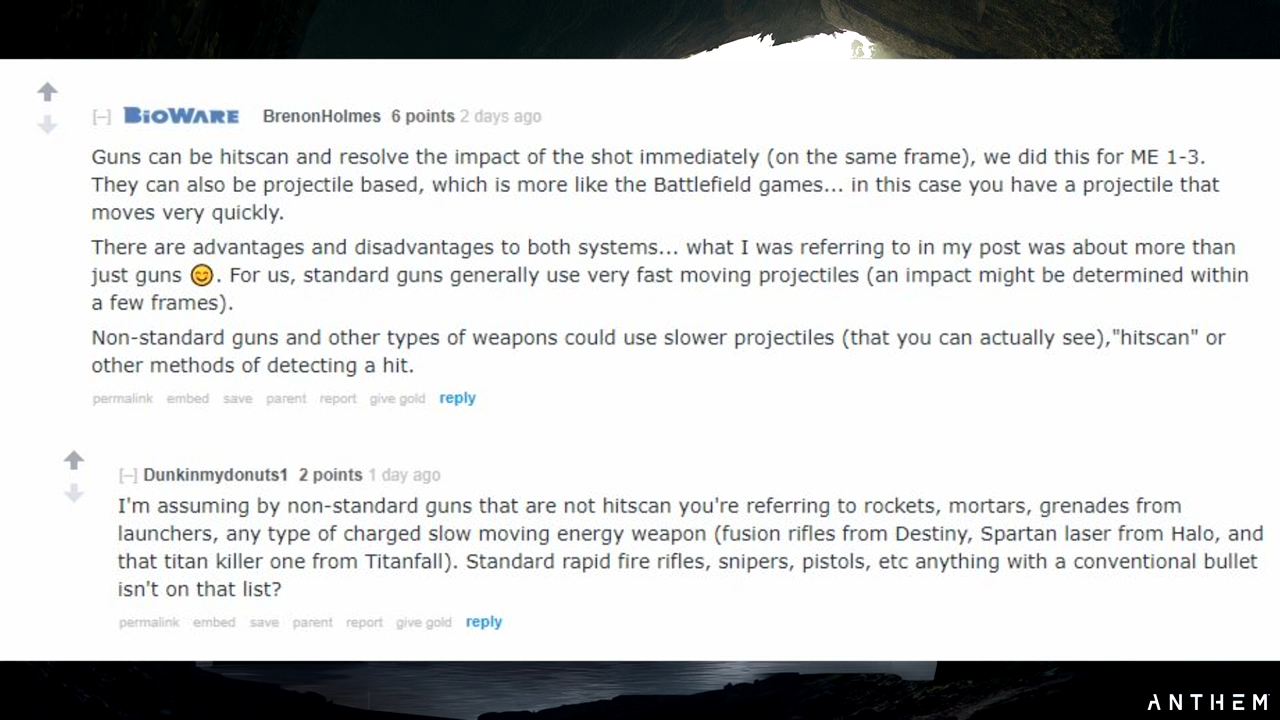 [–] BIOWARE BrenonHolmes 6 points 2 days ago
Guns can be hitscan and resolve the impact of the shot immediately (on the same frame), we did this for ME 1-3.
They can also be projectile based, which is more like the Battlefield games... in this case you have a projectile that
moves very quickly.
There are advantages and disadvantages to both systems... what I was referring to in my post was about more than
just guns 😊. For us, standard guns generally use very fast moving projectiles (an impact might be determined within
a few frames).
Non-standard guns and other types of weapons could use slower projectiles (that you can actually see),"hitscan" or
other methods of detecting a hit.
permalink embed save parent report give gold reply
[–] Dunkinmydonuts1 2 points 1 day ago
I'm assuming by non-standard guns that are not hitscan you're referring to rockets, mortars, grenades from
launchers, any type of charged slow moving energy weapon (fusion rifles from Destiny, Spartan laser from Halo, and
that titan killer one from Titanfall). Standard rapid fire rifles, snipers, pistols, etc anything with a conventional bullet
isn't on that list?
permalink embed save parent report give gold reply
ANTHEM